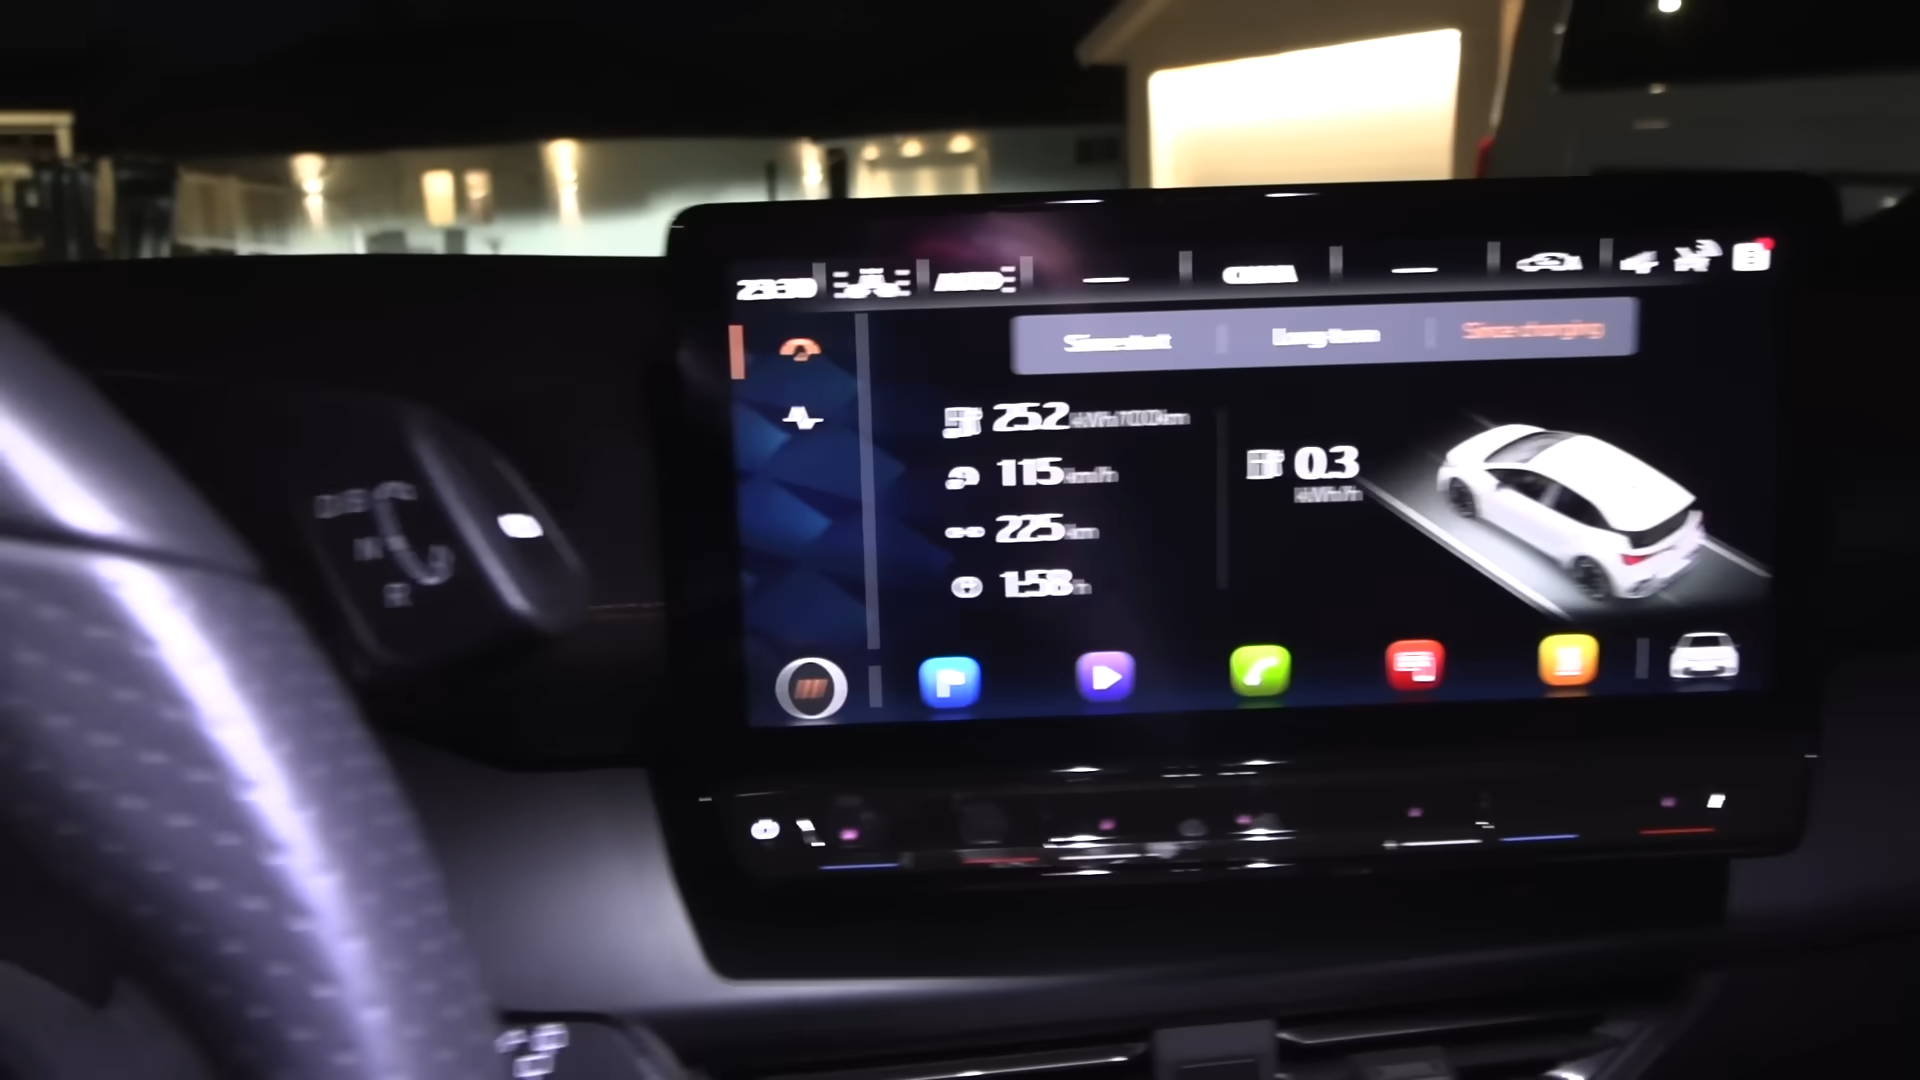 23:30 AUTO
Since start Long term Since charging
25.2 kWh/100km
115 km/h
225 km
1:58 h
0.3
kWh/h
R